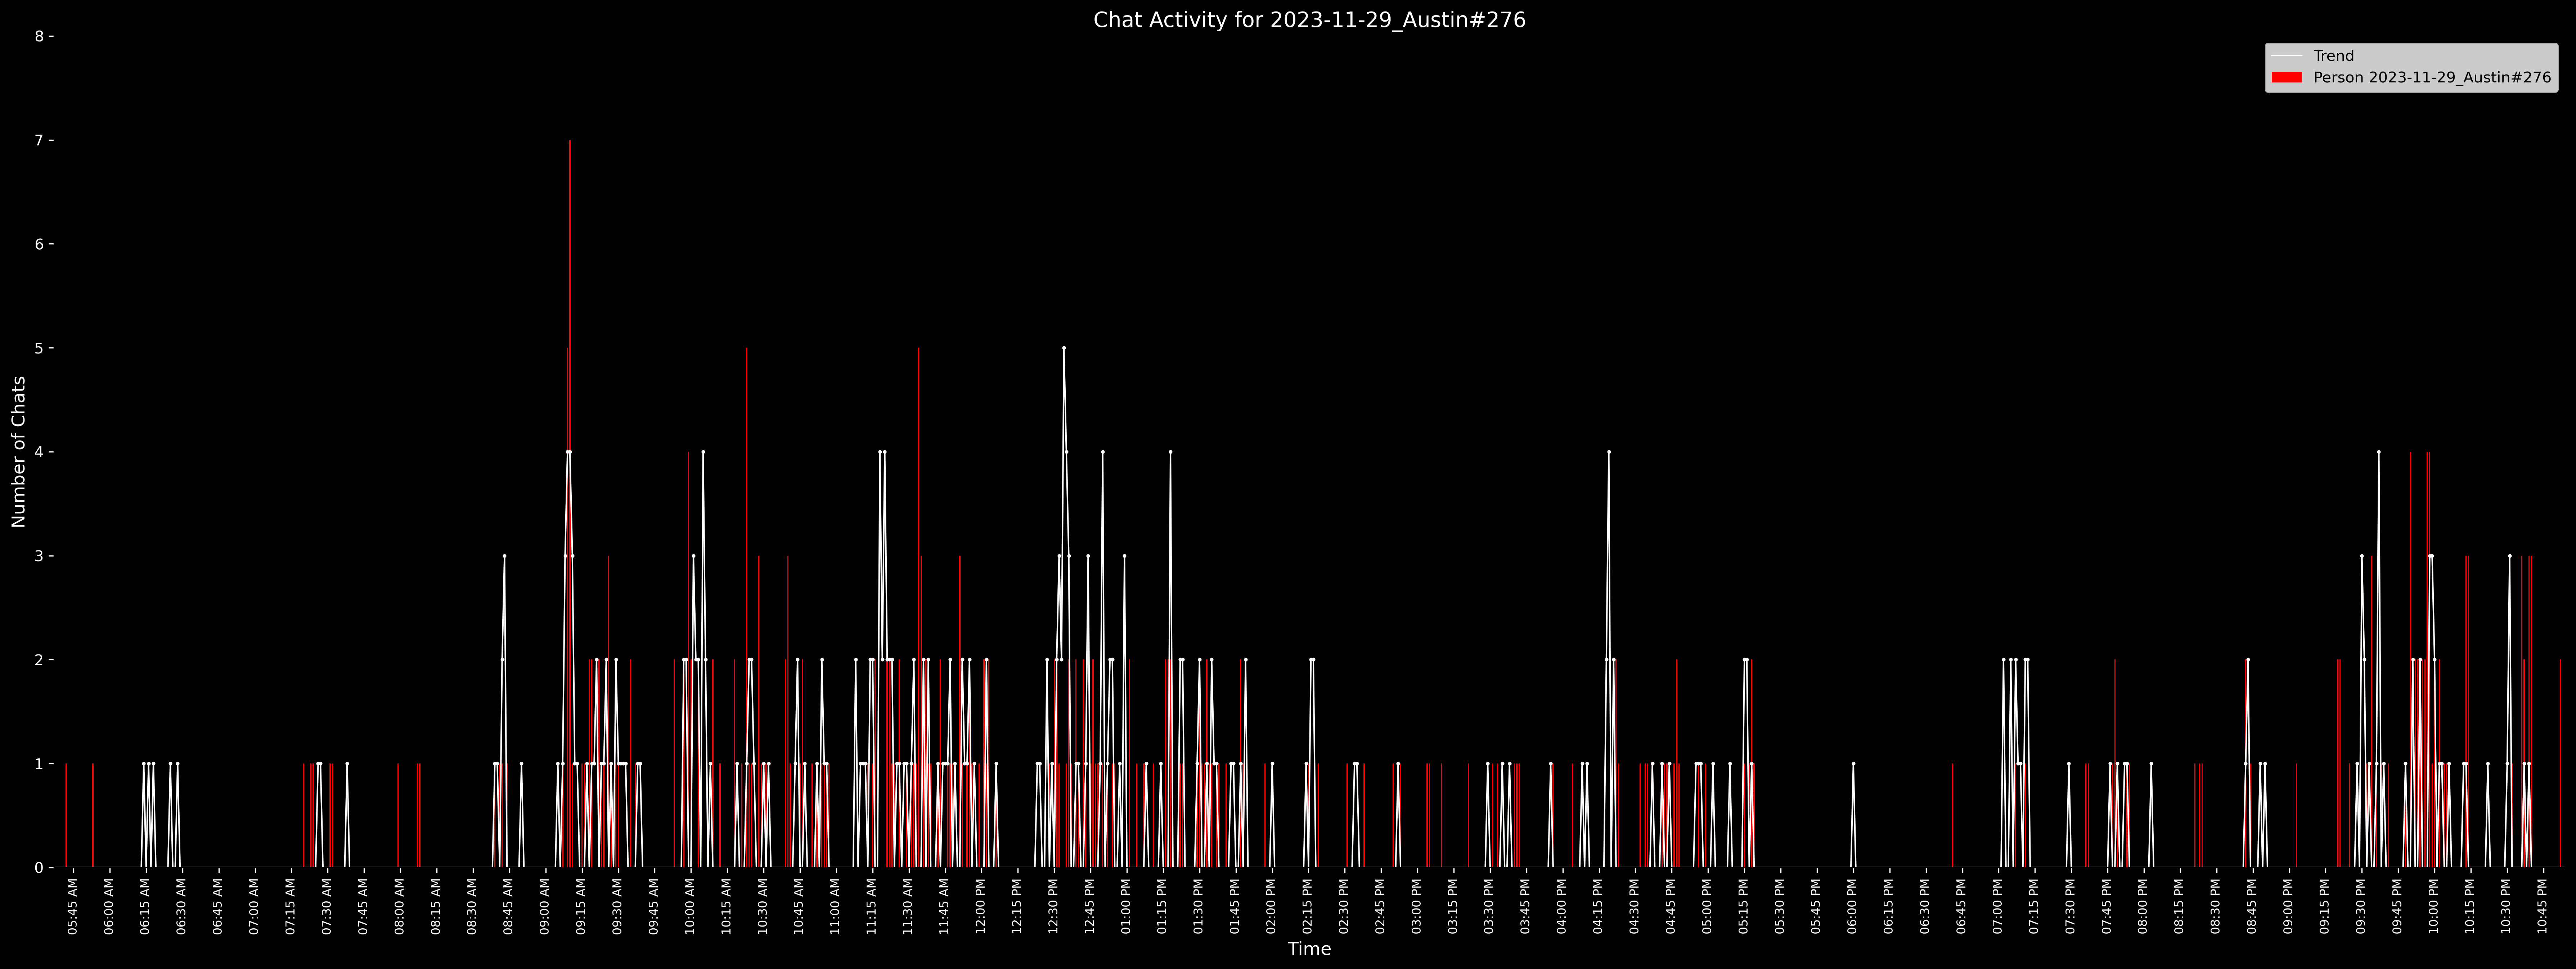 Chat Activity for 2023-11-29_Austin#276
Trend
Person 2023-11-29_Austin#276
8
7
6
5
4
3
2
1
0
Number of Chats
05:45 AM
06:00 AM
06:15 AM
06:30 AM
06:45 AM
07:00 AM
07:15 AM
07:30 AM
07:45 AM
08:00 AM
08:15 AM
08:30 AM
08:45 AM
09:00 AM
09:15 AM
09:30 AM
09:45 AM
10:00 AM
10:15 AM
10:30 AM
10:45 AM
11:00 AM
11:15 AM
11:30 AM
11:45 AM
12:00 PM
12:15 PM
12:30 PM
12:45 PM
01:00 PM
01:15 PM
01:30 PM
01:45 PM
02:00 PM
02:15 PM
02:30 PM
02:45 PM
03:00 PM
03:15 PM
03:30 PM
03:45 PM
04:00 PM
04:15 PM
04:30 PM
04:45 PM
05:00 PM
05:15 PM
05:30 PM
05:45 PM
06:00 PM
06:15 PM
06:30 PM
06:45 PM
07:00 PM
07:15 PM
07:30 PM
07:45 PM
08:00 PM
08:15 PM
08:30 PM
08:45 PM
09:00 PM
09:15 PM
09:30 PM
09:45 PM
10:00 PM
10:15 PM
10:30 PM
10:45 PM
Time